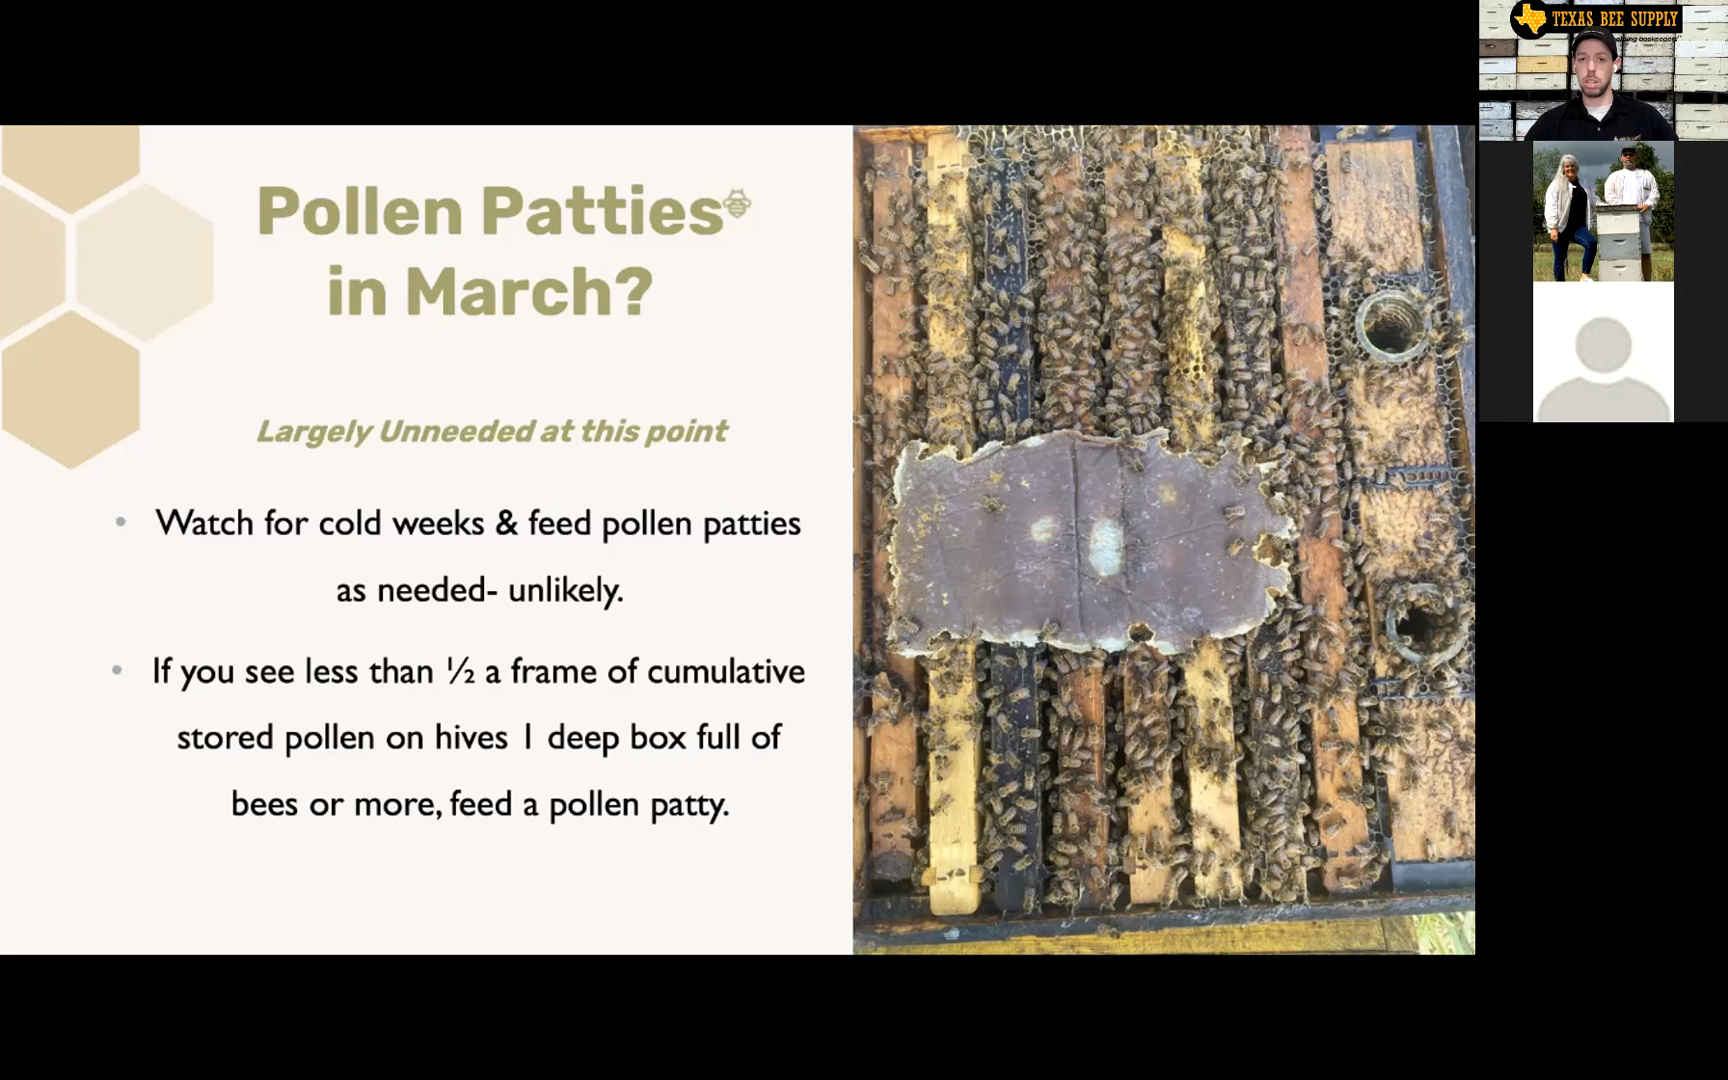 TEXAS BEE SUPPLY
Pollen Patties
in March?
Largely Unneeded at this point
• Watch for cold weeks & feed pollen patties
as needed- unlikely.
• If you see less than ½ a frame of cumulative
stored pollen on hives 1 deep box full of
bees or more, feed a pollen patty.